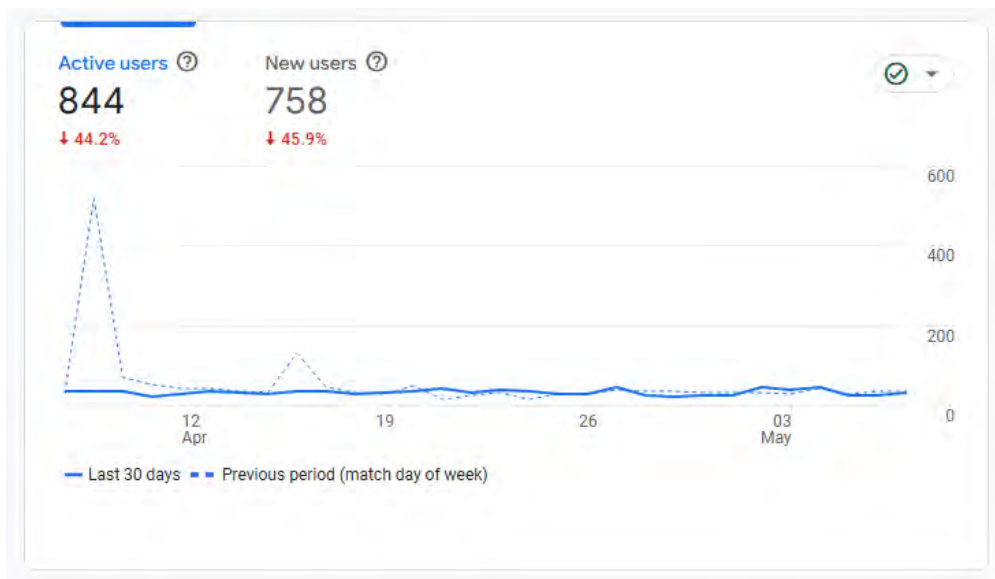 Active users
New users
844
758
↓ 44.2%
↓ 45.9%
600
400
200
0
12
Apr
19
26
03
May
Last 30 days
Previous period (match day of week)